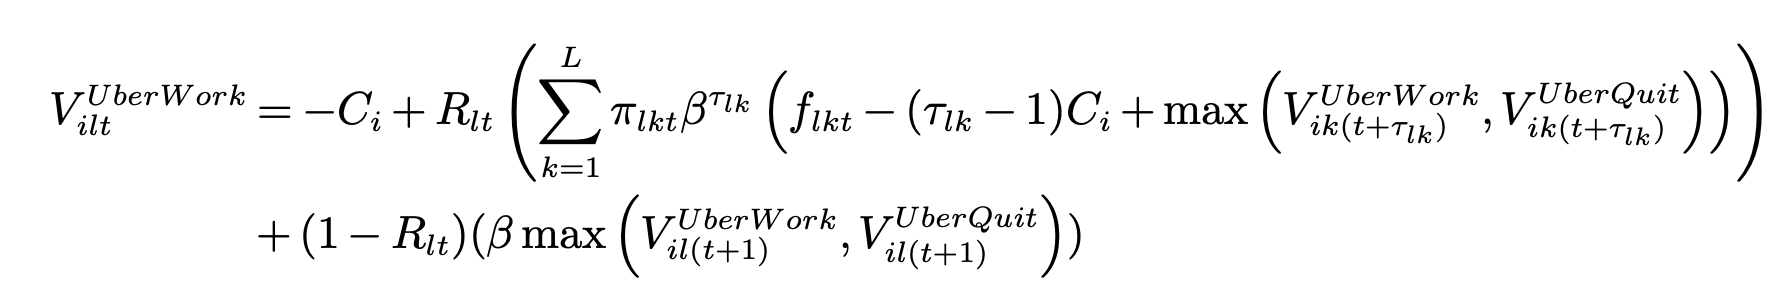 $V_{ilt}^{UberWork} = -C_i + R_{lt} \left( \sum_{k=1}^{L} \pi_{lkt} \beta^{\tau_{lk}} \left( f_{lkt} - (\tau_{lk} - 1) C_i + \max \left( V_{ik(t+\tau_{lk})}^{UberWork}, V_{ik(t+\tau_{lk})}^{UberQuit} \right) \right) \right)$
$+ (1 - R_{lt}) (\beta \max \left( V_{il(t+1)}^{UberWork}, V_{il(t+1)}^{UberQuit} \right))$